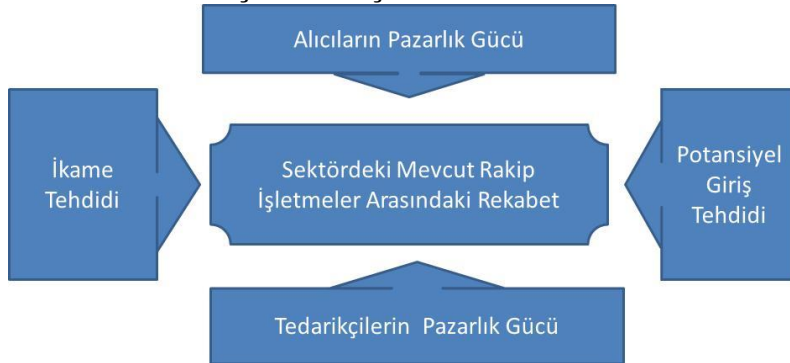 Alıcıların Pazarlık Gücü
İkame
Tehdidi
Sektördeki Mevcut Rakip
İşletmeler Arasındaki Rekabet
Potansiyel
Giriş
Tehdidi
Tedarikçilerin Pazarlık Gücü